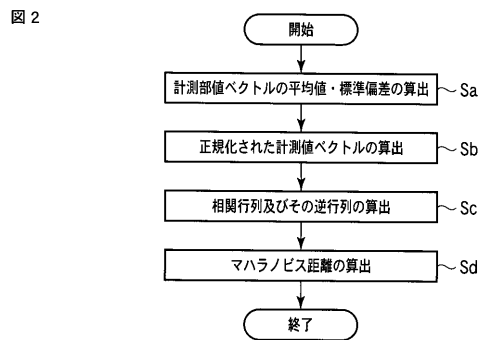 図2
開始
計測部値ベクトルの平均値・標準偏差の算出
Sa
正規化された計測値ベクトルの算出
Sb
相関行列及びその逆行列の算出
Sc
マハラノビス距離の算出
Sd
終了